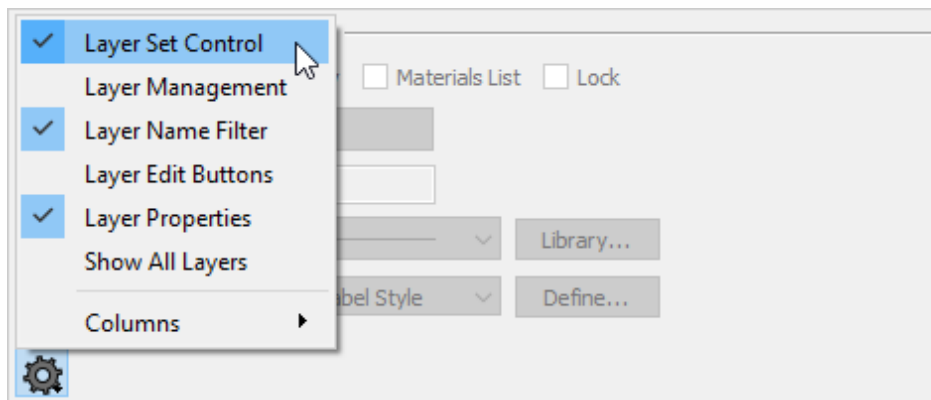 Layer Set Control
Layer Management
Materials List
Lock
Layer Name Filter
Layer Edit Buttons
Layer Properties
Library...
Show All Layers
Style
Define...
Columns